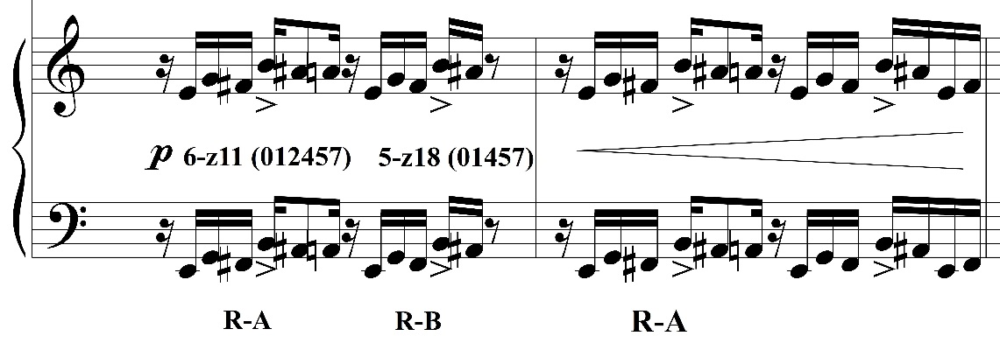 p 6-z11 (012457) 5-z18 (01457)
R-A R-B R-A